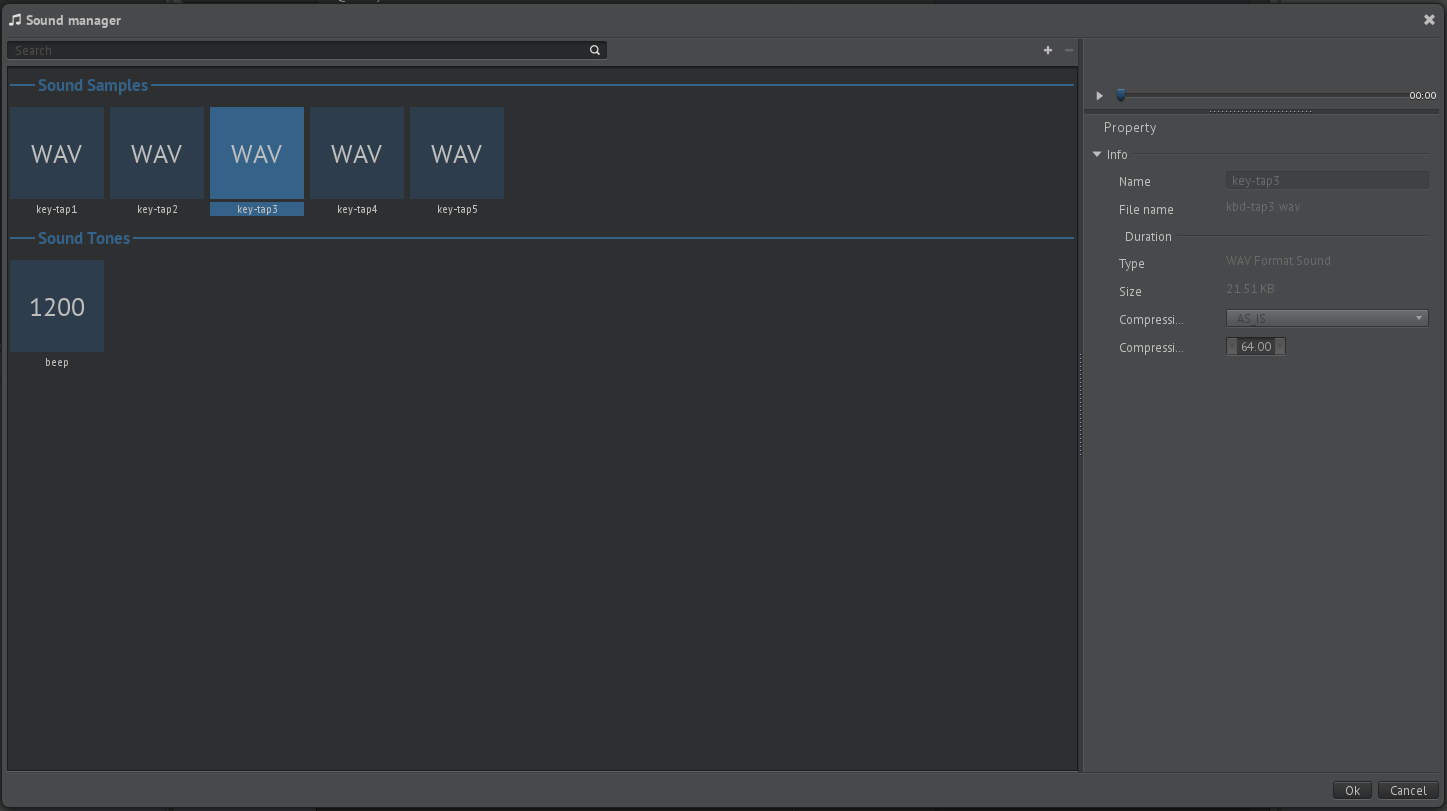 Sound manager
Search
00:00
Sound Samples
WAV WAV WAV WAV WAV
key-tap1 key-tap2 key-tap3 key-tap4 key-tap5
Sound Tones
1200
beep
Property
Info
Name key-tap3
File name kbd-tap3.wav
Duration
Type WAV Format Sound
Size 21.51 KB
Compressi... AS_IS
Compressi... 64.00
Ok Cancel